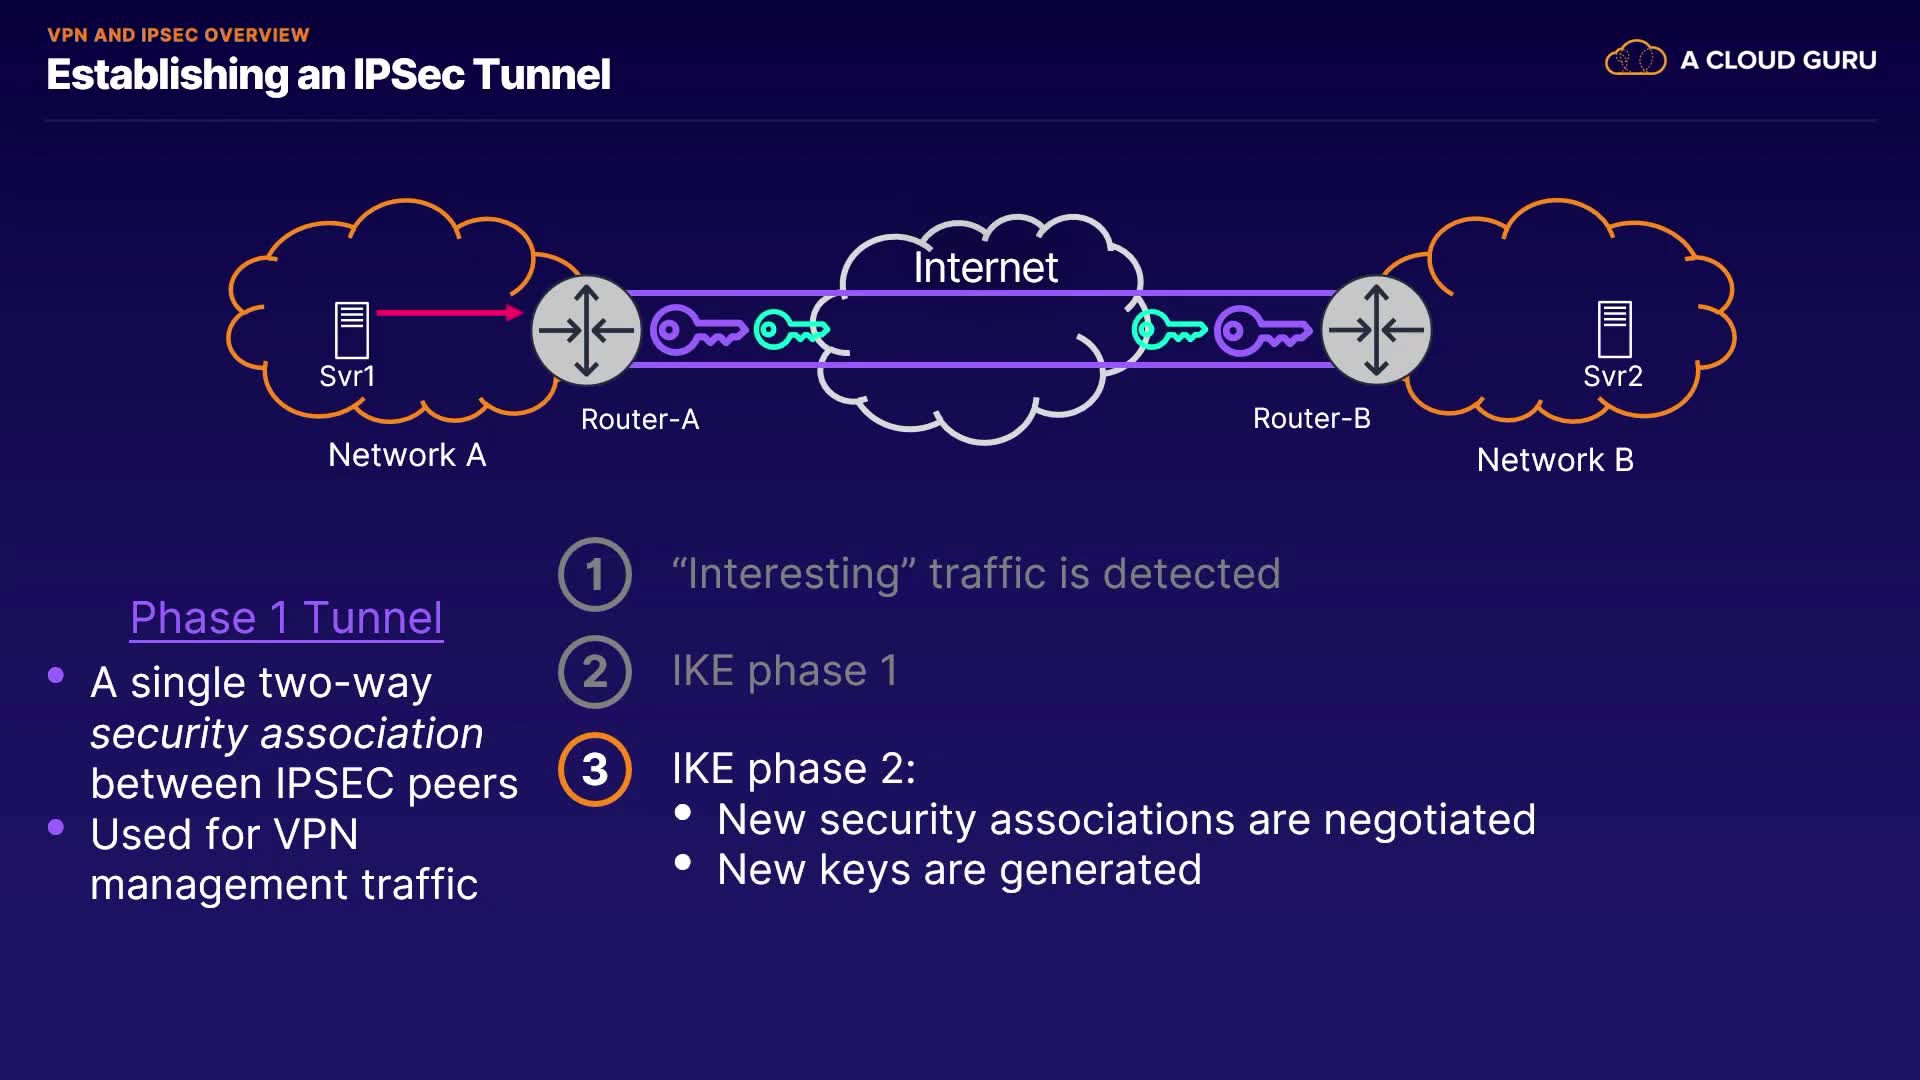 VPN AND IPSEC OVERVIEW
Establishing an IPSec Tunnel
A CLOUD GURU
Internet
Svr1
Svr2
Router-A
Router-B
Network A
Network B
Phase 1 Tunnel
• A single two-way
security association
between IPSEC peers
• Used for VPN
management traffic
1 “Interesting” traffic is detected
2 IKE phase 1
3 IKE phase 2:
• New security associations are negotiated
• New keys are generated